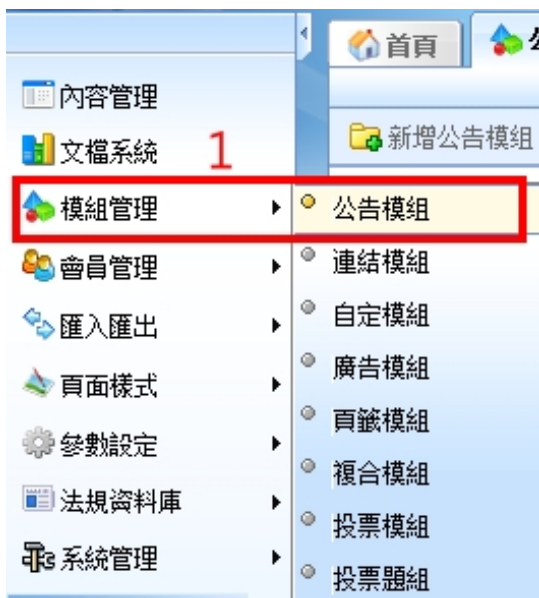 首頁
新增公告模组
內容管理
文檔系統
1
模組管理
公告模组
會員管理
連結模組
自定模組
匯入匯出
廣告模組
頁面樣式
頁籤模組
參數設定
複合模組
法規資料庫
投票模組
系統管理
投票題組